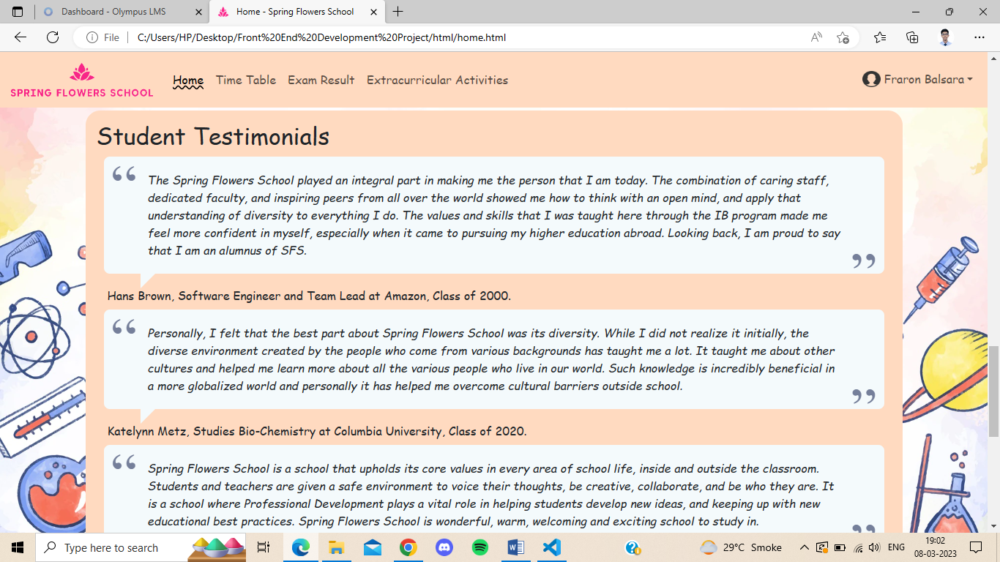 Dashboard - Olympus LMS
Home - Spring Flowers School
File
C:/Users/HP/Desktop/Front%20End%20Development%20Project/html/home.html
SPRING FLOWERS SCHOOL
Home Time Table Exam Result Extracurricular Activities
Fraron Balsara
Student Testimonials
“
The Spring Flowers School played an integral part in making me the person that I am today. The combination of caring staff,
dedicated faculty, and inspiring peers from all over the world showed me how to think with an open mind, and apply that
understanding of diversity to everything I do. The values and skills that I was taught here through the IB program made me
feel more confident in myself, especially when it came to pursuing my higher education abroad. Looking back, I am proud to say
that I am an alumnus of SFS.
”
Hans Brown, Software Engineer and Team Lead at Amazon, Class of 2000.
“
Personally, I felt that the best part about Spring Flowers School was its diversity. While I did not realize it initially, the
diverse environment created by the people who come from various backgrounds has taught me a lot. It taught me about other
cultures and helped me learn more about all the various people who live in our world. Such knowledge is incredibly beneficial in
a more globalized world and personally it has helped me overcome cultural barriers outside school.
”
Katelynn Metz, Studies Bio-Chemistry at Columbia University, Class of 2020.
“
Spring Flowers School is a school that upholds its core values in every area of school life, inside and outside the classroom.
Students and teachers are given a safe environment to voice their thoughts, be creative, collaborate, and be who they are. It
is a school where Professional Development plays a vital role in helping students develop new ideas, and keeping up with new
educational best practices. Spring Flowers School is wonderful, warm, welcoming and exciting school to study in.
”
Type here to search
29°C Smoke
ENG
19:02
08-03-2023